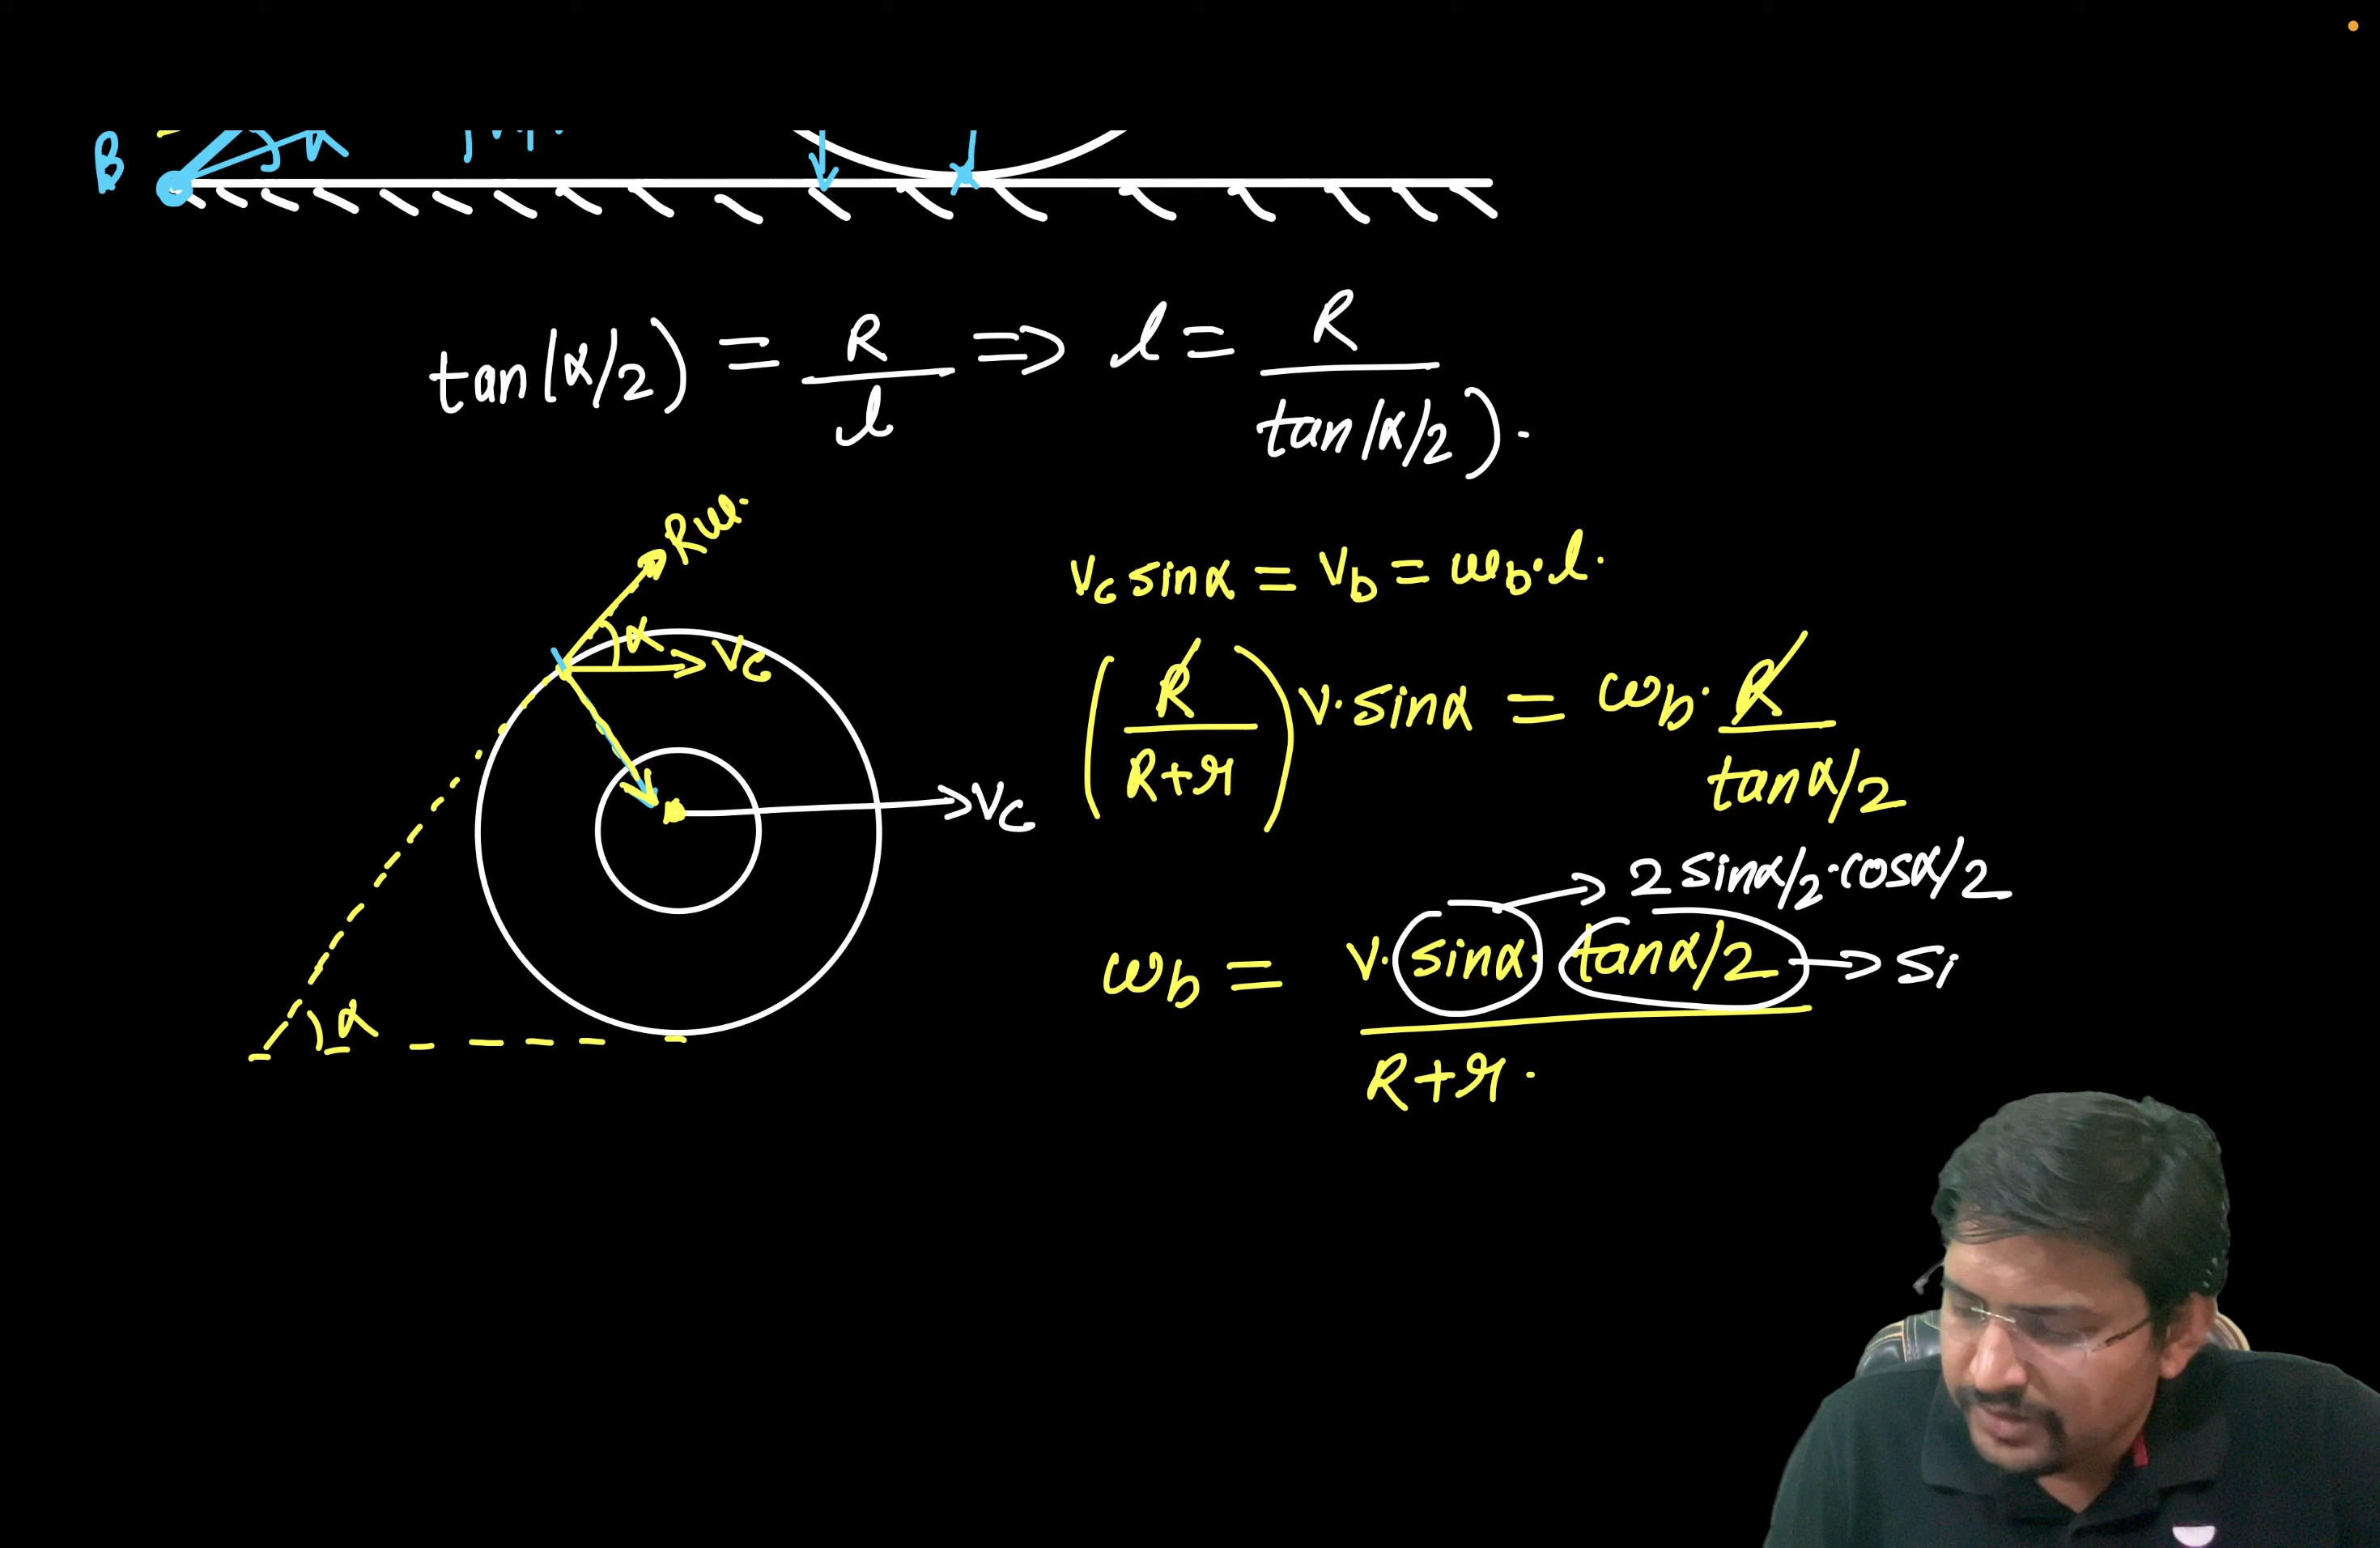 B α
tan(α/2) = R/l => l = R/tan(α/2).
Rω.
α
Vc
Vc
α
Vc sinα = Vb = ωb·l.
(R/(R+r)) V·sinα = ωb·R/tanα/2
-> 2 sinα/2·cosα/2
ωb = V·sinα·tanα/2 -> si
R+r.